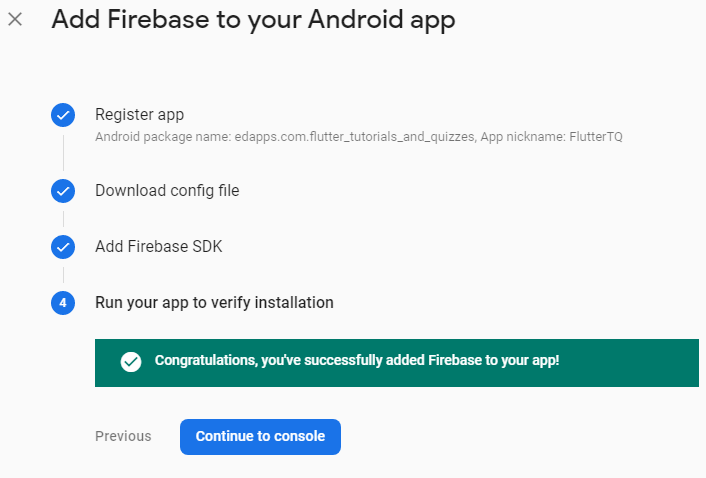 Add Firebase to your Android app
Register app
Android package name: edapps.com.flutter_tutorials_and_quizzes, App nickname: FlutterTQ
Download config file
Add Firebase SDK
4 Run your app to verify installation
Congratulations, you've successfully added Firebase to your app!
Previous Continue to console